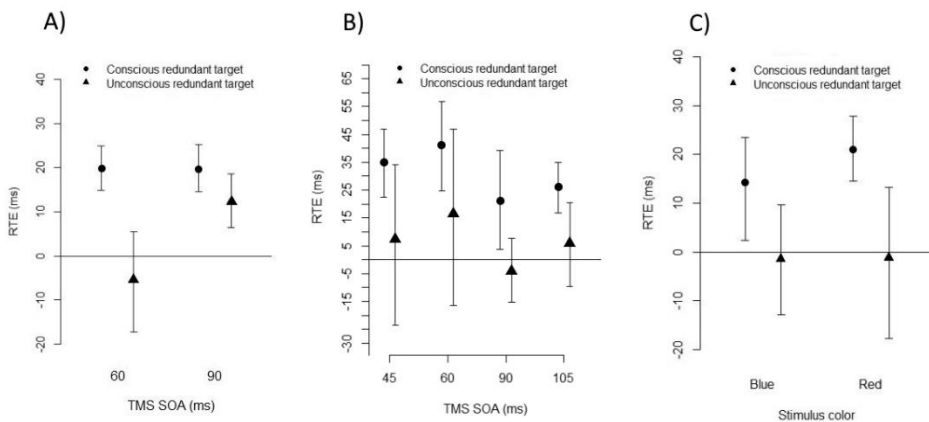 A)
Conscious redundant target
Unconscious redundant target
RTE (ms)
40
30
20
10
0
-10
-20
60
90
TMS SOA (ms)
B)
Conscious redundant target
Unconscious redundant target
RTE (ms)
65
55
45
35
25
15
5
-5
-15
-30
45
60
90
105
TMS SOA (ms)
C)
Conscious redundant target
Unconscious redundant target
RTE (ms)
40
30
20
10
0
-10
-20
Blue
Red
Stimulus color